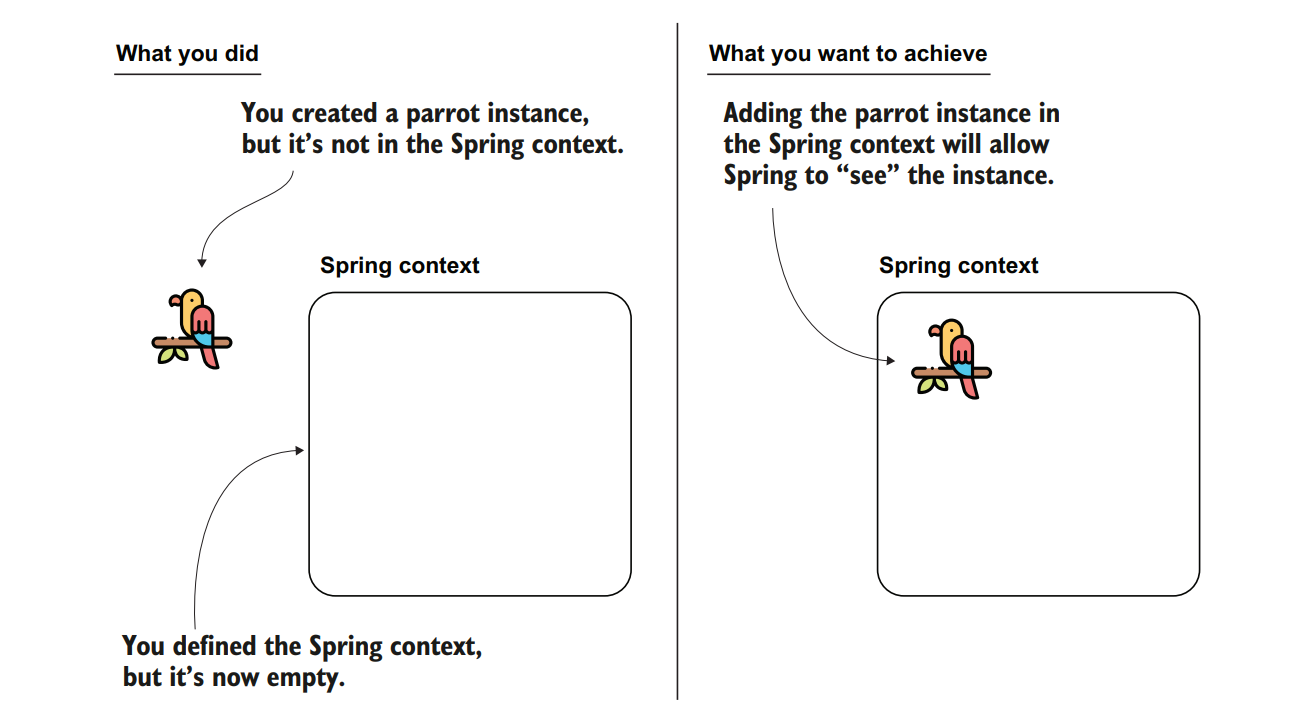 What you did
You created a parrot instance,
but it’s not in the Spring context.
Spring context
You defined the Spring context,
but it’s now empty.
What you want to achieve
Adding the parrot instance in
the Spring context will allow
Spring to “see” the instance.
Spring context